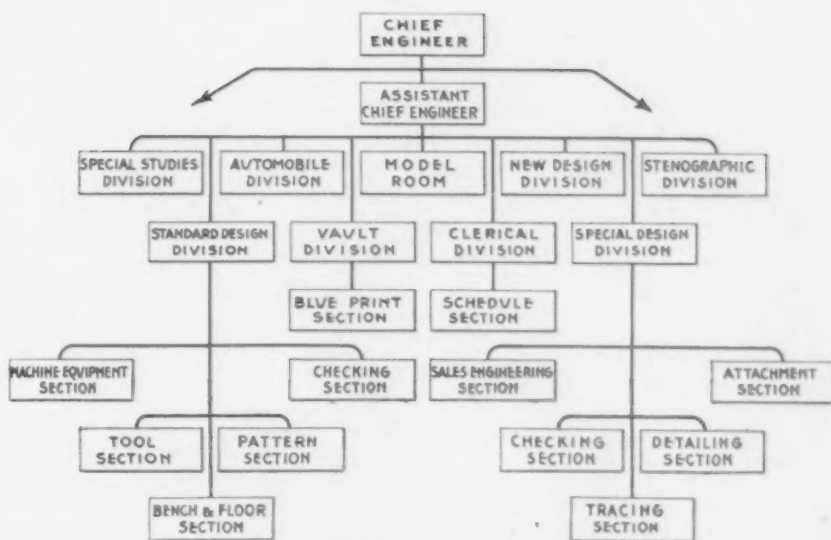 CHIEF
ENGINEER
ASSISTANT
CHIEF ENGINEER
SPECIAL STUDIES
DIVISION
AUTOMOBILE
DIVISION
MODEL
ROOM
NEW DESIGN
DIVISION
STENOGRAPHIC
DIVISION
STANDARD DESIGN
DIVISION
VAULT
DIVISION
CLERICAL
DIVISION
SPECIAL DESIGN
DIVISION
BLUE PRINT
SECTION
SCHEDULE
SECTION
MACHINE EQUIPMENT
SECTION
CHECKING
SECTION
SALES ENGINEERING
SECTION
ATTACHMENT
SECTION
TOOL
SECTION
PATTERN
SECTION
CHECKING
SECTION
DETAILING
SECTION
BENCH & FLOOR
SECTION
TRACING
SECTION